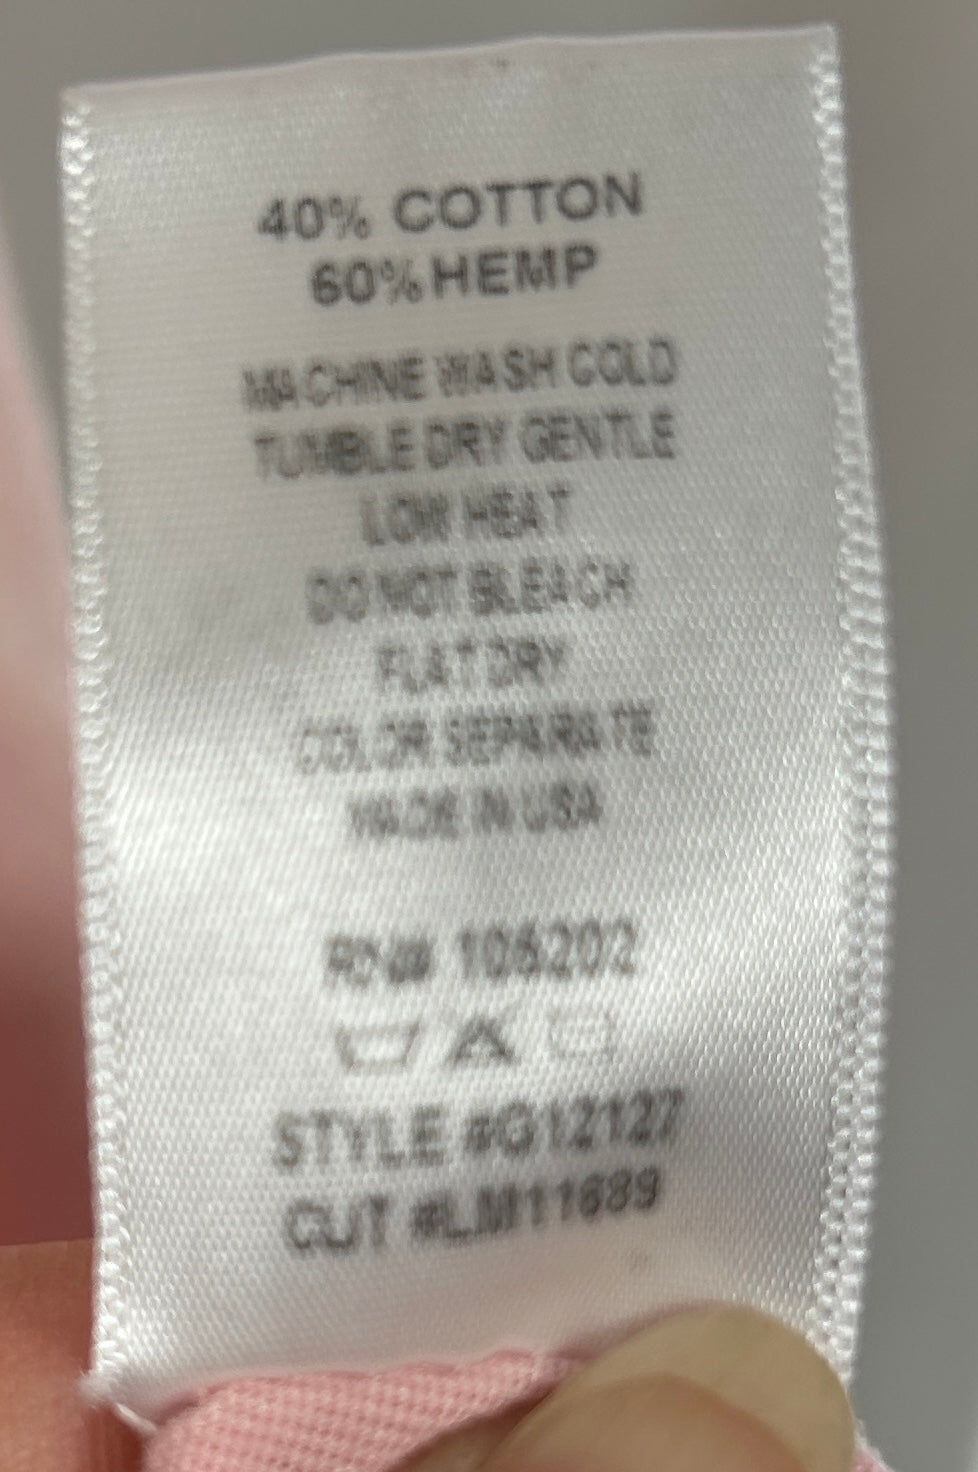 40% COTTON
60% HEMP
MACHINE WASH COLD
TUMBLE DRY GENTLE
LOW HEAT
DO NOT BLEACH
FLAT DRY
COLOR SEPARATE
MADE IN USA
RN# 106202
STYLE #G12127
CUT #LM11689